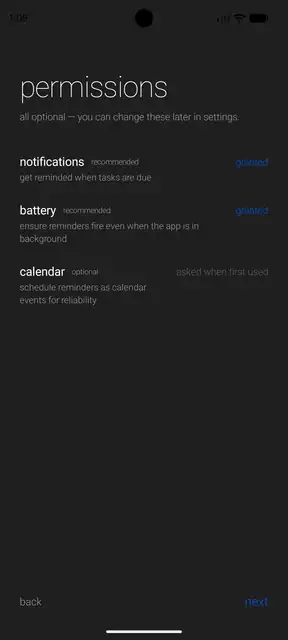 1:05
permissions
all optional — you can change these later in settings.
notifications recommended granted
get reminded when tasks are due
battery recommended granted
ensure reminders fire even when the app is in
background
calendar optional asked when first used
schedule reminders as calendar
events for reliability
back next